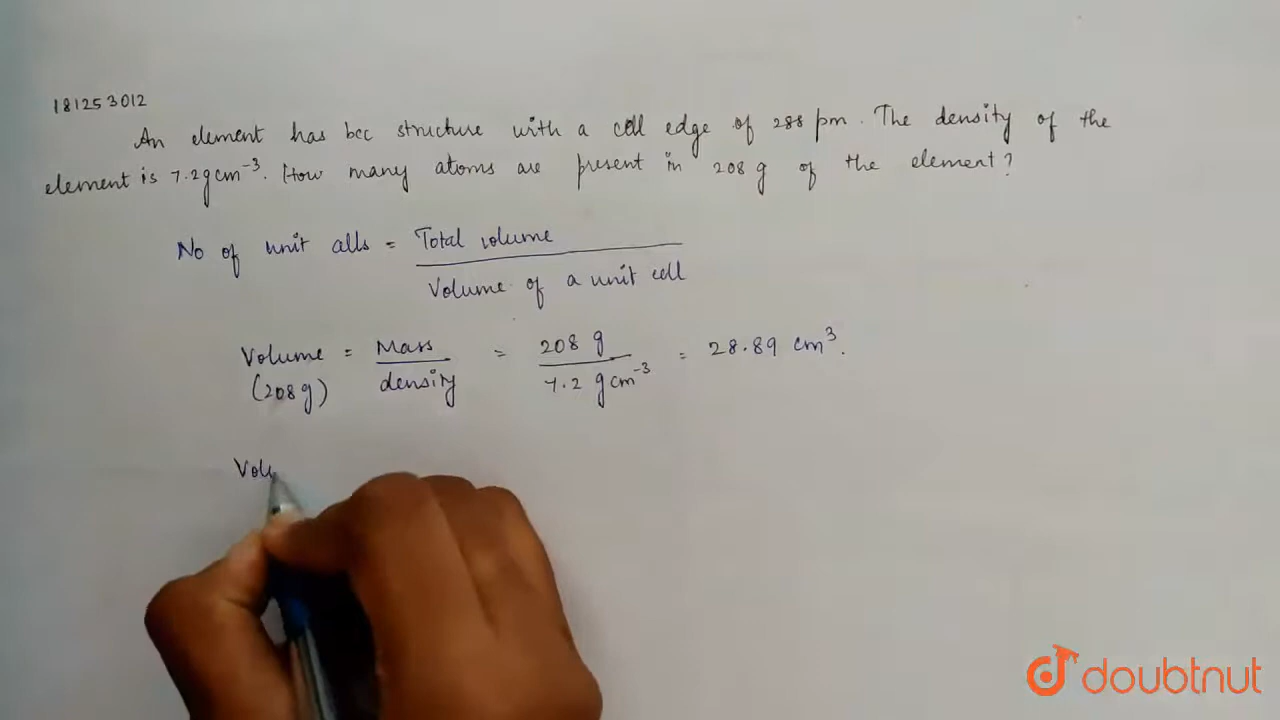 181253012
An element has bcc structure with a cell edge of 288 pm. The density of the
element is 7.2gcm⁻³. How many atoms are present in 208 g of the element?
No of unit cells = Total volume / Volume of a unit cell
Volume (208g) = Mass / density = 208 g / 7.2 gcm⁻³ = 28.89 cm³.
Volu
doubtnut